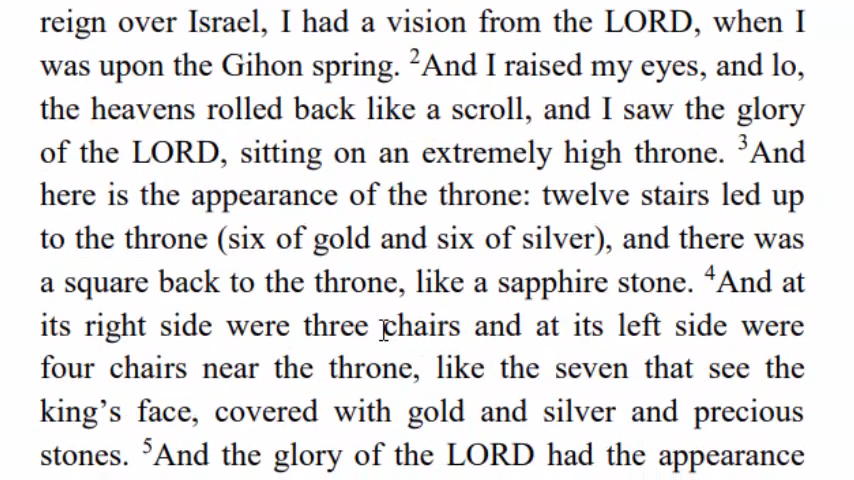 reign over Israel, I had a vision from the LORD, when I
was upon the Gihon spring. ²And I raised my eyes, and lo,
the heavens rolled back like a scroll, and I saw the glory
of the LORD, sitting on an extremely high throne. ³And
here is the appearance of the throne: twelve stairs led up
to the throne (six of gold and six of silver), and there was
a square back to the throne, like a sapphire stone. ⁴And at
its right side were three chairs and at its left side were
four chairs near the throne, like the seven that see the
king’s face, covered with gold and silver and precious
stones. ⁵And the glory of the LORD had the appearance